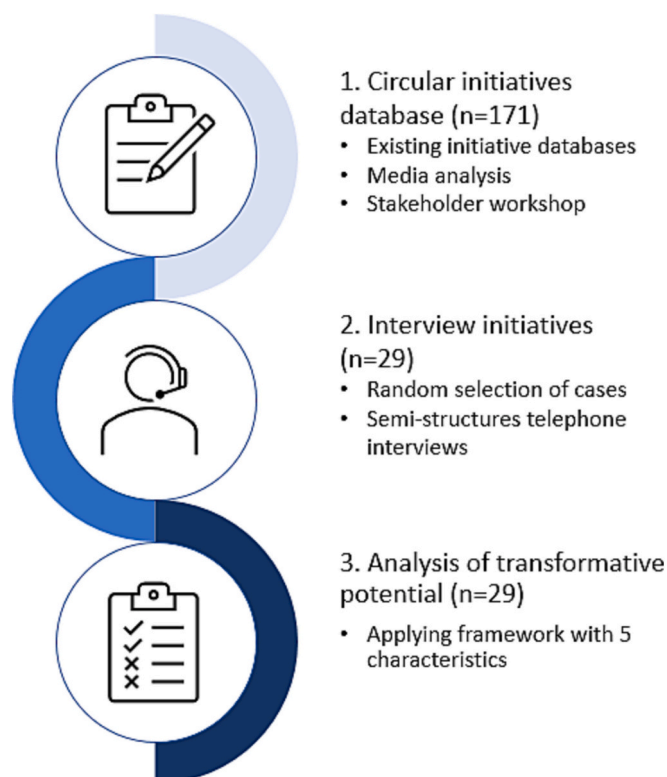 1. Circular initiatives
database (n=171)
• Existing initiative databases
• Media analysis
• Stakeholder workshop
2. Interview initiatives
(n=29)
• Random selection of cases
• Semi-structures telephone
interviews
3. Analysis of transformative
potential (n=29)
• Applying framework with 5
characteristics